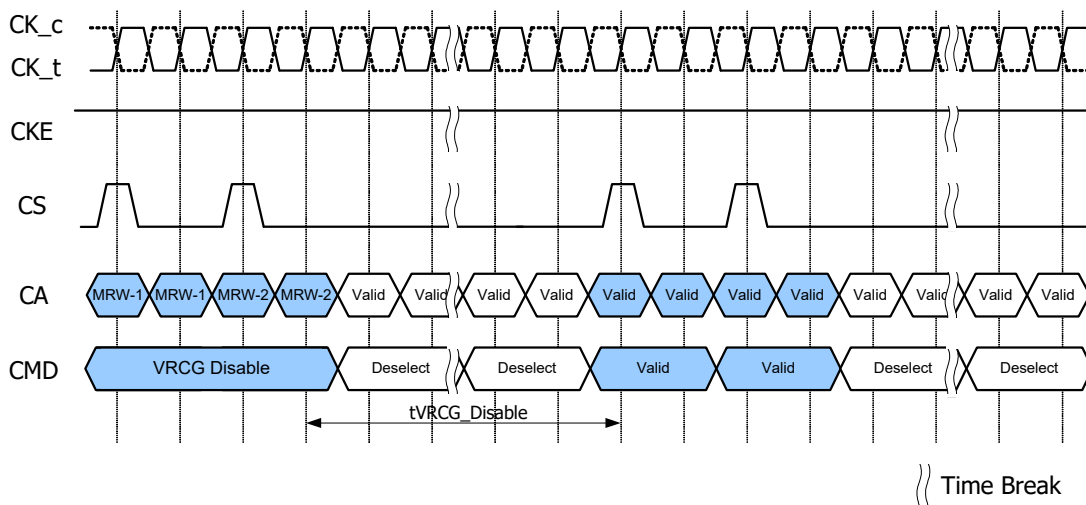 CK_c
CK_t
CKE
CS
CA MRW-1 MRW-1 MRW-2 MRW-2 Valid Valid Valid Valid Valid Valid Valid Valid Valid Valid Valid Valid
CMD VRCG Disable Deselect Deselect Valid Valid Deselect Deselect
tVRCG_Disable
Time Break